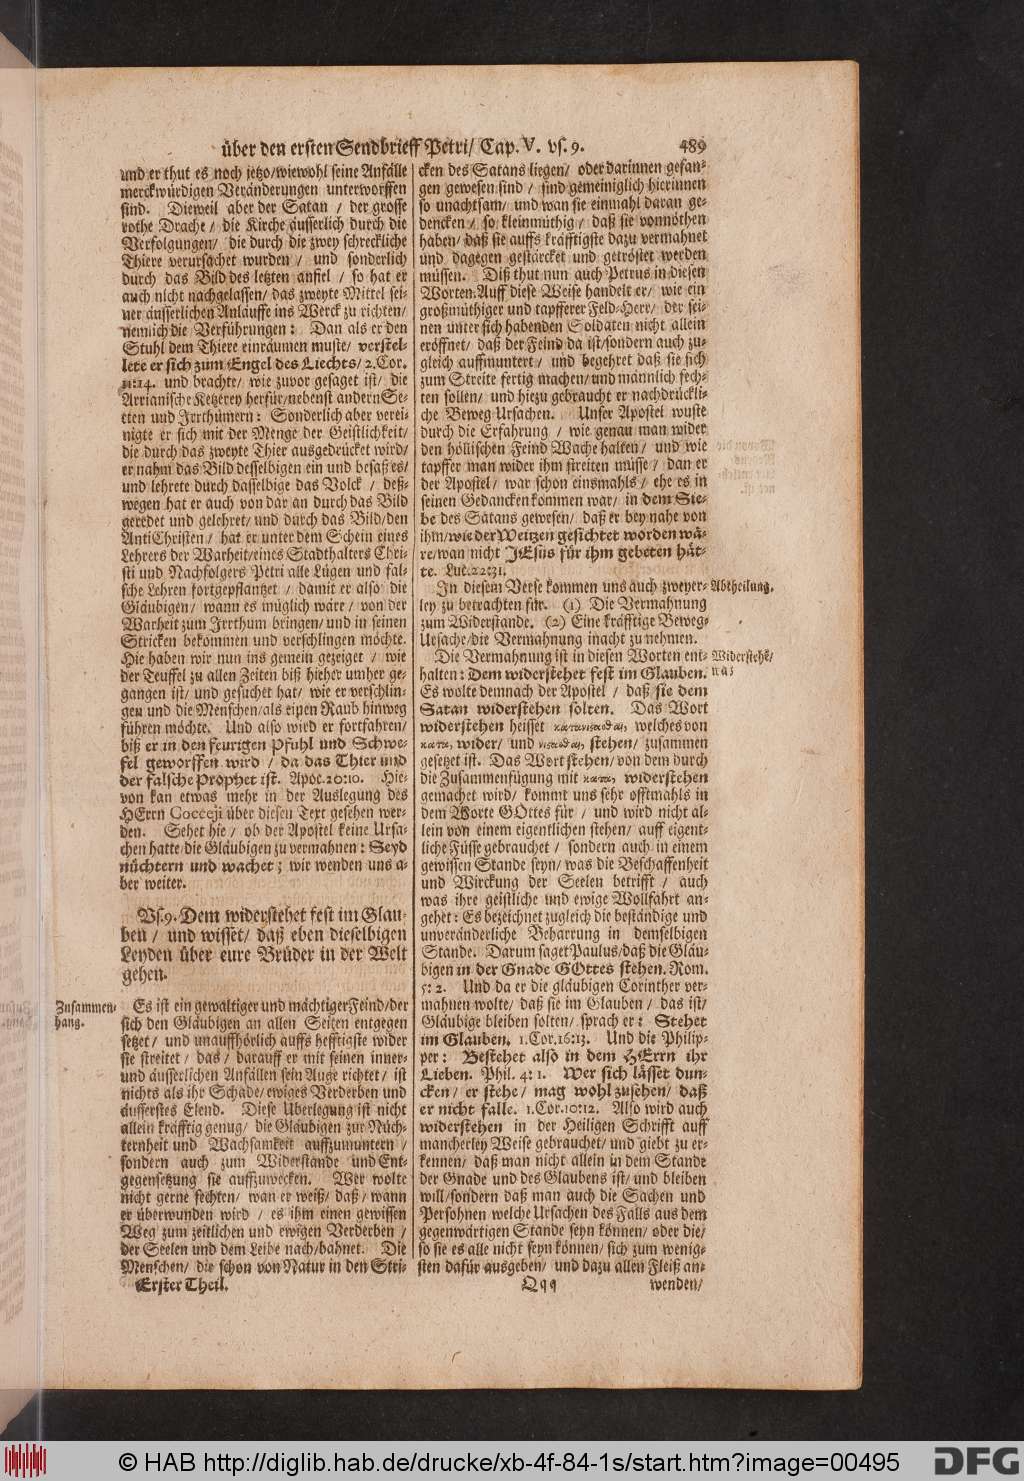 über den ersten Sendbrieff Petri/ Cap. V. vs. 9. 489
und er thut es noch jetzo/ wiewohl seine Anfälle
merckwürdigen Veränderungen unterworffen
sind. Dieweil aber der Satan / der grosse
rothe Drache / die Kirche äusserlich durch die
Verfolgungen/ die durch die zwey schreckliche
Thiere verursachet wurden / und sonderlich
durch das Bild des letzten anfiel / so hat er
auch nicht nachgelassen/ das zweyte Mittel sei-
ner äusserlichen Anläuffe ins Werck zu richten/
nemlich die Verführungen: Dan als er den
Stuhl dem Thiere einräumen muste/ verstel-
lete er sich zum Engel des Liechts/ 2. Cor.
11:14. und brachte/ wie zuvor gesaget ist/ die
Arrianische Ketzerey herfür/ nebenst andern Se-
cten und Irrthümern: Sonderlich aber verei-
nigte er sich mit der Menge der Geistlichkeit/
die durch das zweyte Thier ausgedrücket wird/
er nahm das Bild desselbigen ein und besaß es/
und lehrete durch dasselbige das Volck / deß-
wegen hat er auch von dar an durch das Bild
geredet und gelehret/ und durch das Bild/ den
AntiChristen / hat er unter dem Schein eines
Lehrers der Warheit/ eines Stadthalters Chri-
sti und Nachfolgers Petri alle Lügen und fal-
sche Lehren fortgepflantzet / damit er also die
Gläubigen / wann es müglich wäre / von der
Warheit zum Irrthum bringen/ und in seinen
Stricken bekommen und verschlingen möchte.
Hie haben wir nun ins gemein gezeiget / wie
der Teuffel zu allen Zeiten biß hieher umher ge-
gangen ist/ und gesuchet hat/ wie er verschlin-
gen und die Menschen/ als einen Raub hinweg
führen möchte. Und also wird er fortfahren/
biß er in den feurigen Pfuhl und Schwe-
fel geworffen wird / da das Thier und
der falsche Prophet ist. Apoc. 20:10. Hie-
von kan etwas mehr in der Auslegung des
HErrn Cocceji über diesen Text gesehen wer-
den. Sehet hie / ob der Apostel keine Ursa-
chen hatte die Gläubigen zu vermahnen: Seyd
nüchtern und wachet; wir wenden uns a-
ber weiter.
Vs. 9. Dem widerstehet fest im Glau-
ben / und wisset/ daß eben dieselbigen
Leyden über eure Brüder in der Welt
gehen.
Zusammen-
hang.
Es ist ein gewaltiger und mächtiger Feind/ der
sich den Gläubigen an allen Seiten entgegen
setzet / und unauffhörlich auffs hefftigste wider
sie streitet / das / darauff er mit seinen inner-
und äusserlichen Anfällen sein Auge richtet / ist
nichts als ihr Schade/ ewiges Verderben und
äusserstes Elend. Diese Uberlegung ist nicht
allein kräfftig genug/ die Gläubigen zur Nüch-
ternheit und Wachsamkeit auffzumuntern /
sondern auch zum Widerstande und Ent-
gegensetzung sie auffzuwecken. Wer wolte
nicht gerne fechten/ wan er weiß/ daß/ wann
er überwunden wird / es ihm einen gewissen
Weg zum zeitlichen und ewigen Verderben /
der Seelen und dem Leibe nach/ bahnet. Die
Menschen/ die schon von Natur in den Stri-
Erster Theil.
cken des Satans liegen/ oder darinnen gefan-
gen gewesen sind / sind gemeiniglich hierinnen
so unachtsam/ und wan sie einmahl daran ge-
dencken / so kleinmüthig / daß sie vonnöthen
haben/ daß sie auffs kräfftigste dazu vermahnet
und dagegen gestärcket und getröstet werden
müssen. Diß thut nun auch Petrus in diesen
Worten. Auff diese Weise handelt er/ wie ein
großmüthiger und tapfferer Feld-Herr/ der sei-
nen unter sich habenden Soldaten nicht allein
eröffnet/ daß der Feind da ist/ sondern auch zu-
gleich auffmuntert / und begehret daß sie sich
zum Streite fertig machen/ und männlich fech-
ten sollen/ und hiezu gebraucht er nachdrückli-
che Beweg Ursachen. Unser Apostel wuste
durch die Erfahrung / wie genau man wider
den höllischen Feind Wache halten / und wie
tapffer man wider ihm streiten müsse / dan er
der Apostel/ war schon einsmahls / ehe es in
seinen Gedancken kommen war/ in dem Sie-
be des Satans gewesen/ daß er bey nahe von
ihm/ wie der Weitzen gesichtet worden wä-
re/ wan nicht JEsus für ihm gebeten hät-
te. Luc. 22:31.
In diesem Verse kommen uns auch zweyer-
ley zu betrachten für. (1) Die Vermahnung
zum Widerstande. (2) Eine kräfftige Beweg-
Uesache/ die Vermahnung inacht zu nehmen.
Abtheilung.
Die Vermahnung ist in diesen Worten ent-
halten: Dem widerstehet fest im Glauben.
Es wolte demnach der Apostel / daß sie dem
Satan widerstehen solten. Das Wort
widerstehen heisset welches von
κατα, wider/ und stehen/ zusammen
gesetzet ist. Das Wort stehen/ von dem durch
die Zusammenfügung mit κατα, widerstehen
gemachet wird/ kommt uns sehr offtmahls in
dem Worte GOttes für / und wird nicht al-
lein von einem eigentlichen stehen/ auff eigent-
liche Füsse gebrauchet / sondern auch in einem
gewissen Stande seyn/ was die Beschaffenheit
und Wirckung der Seelen betrifft / auch
was ihre geistliche und ewige Wollfahrt an-
gehet: Es bezeichnet zugleich die beständige und
unveränderliche Beharrung in demselbigen
Stande. Darum saget Paulus/ daß die Gläu-
bigen in der Gnade GOttes stehen. Rom.
5:2. Und da er die gläubigen Corinther ver-
mahnen wolte/ daß sie im Glauben / das ist/
Gläubige bleiben solten/ sprach er: Stehet
im Glauben. 1. Cor. 16:13. Und die Philip-
per: Bestehet also in dem HErrn ihr
Lieben. Phil. 4:1. Wer sich lässet dun-
cken/ er stehe/ mag wohl zusehen/ daß
er nicht falle. 1. Cor. 10:12. Also wird auch
widerstehen in der Heiligen Schrifft auff
mancherley Weise gebrauchet/ und giebt zu er-
kennen/ daß man nicht allein in dem Stande
der Gnade und des Glaubens ist/ und bleiben
will/ sondern daß man auch die Sachen und
Persohnen welche Ursachen des Falls aus dem
gegenwärtigen Stande seyn können/ oder die/
so sie es alle nicht seyn können/ sich zum wenig-
sten dafür ausgeben/ und dazu allen Fleiß an-
Widersteht/
Qqq wenden/
© HAB http://diglib.hab.de/drucke/xb-4f-84-1s/start.htm?image=00495
DFG